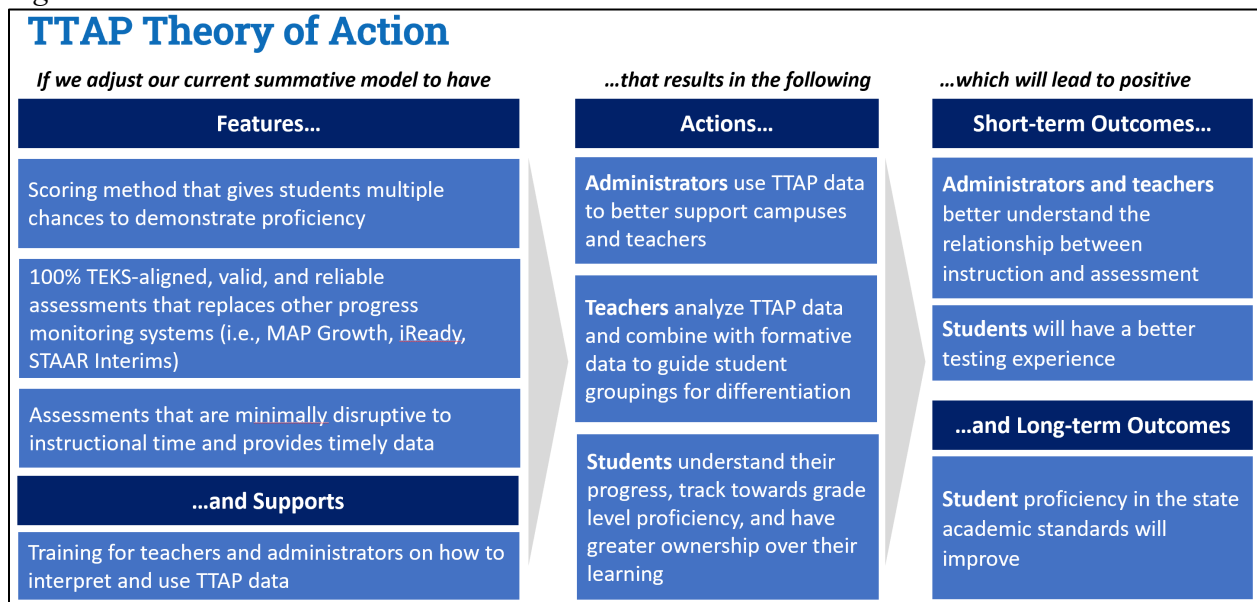 TTAP Theory of Action
If we adjust our current summative model to have
Features...
Scoring method that gives students multiple
chances to demonstrate proficiency
100% TEKS-aligned, valid, and reliable
assessments that replaces other progress
monitoring systems (i.e., MAP Growth, iReady,
STAAR Interims)
Assessments that are minimally disruptive to
instructional time and provides timely data
...and Supports
Training for teachers and administrators on how to
interpret and use TTAP data
...that results in the following
Actions...
Administrators use TTAP data
to better support campuses
and teachers
Teachers analyze TTAP data
and combine with formative
data to guide student
groupings for differentiation
Students understand their
progress, track towards grade
level proficiency, and have
greater ownership over their
learning
...which will lead to positive
Short-term Outcomes...
Administrators and teachers
better understand the
relationship between
instruction and assessment
Students will have a better
testing experience
...and Long-term Outcomes
Student proficiency in the state
academic standards will
improve